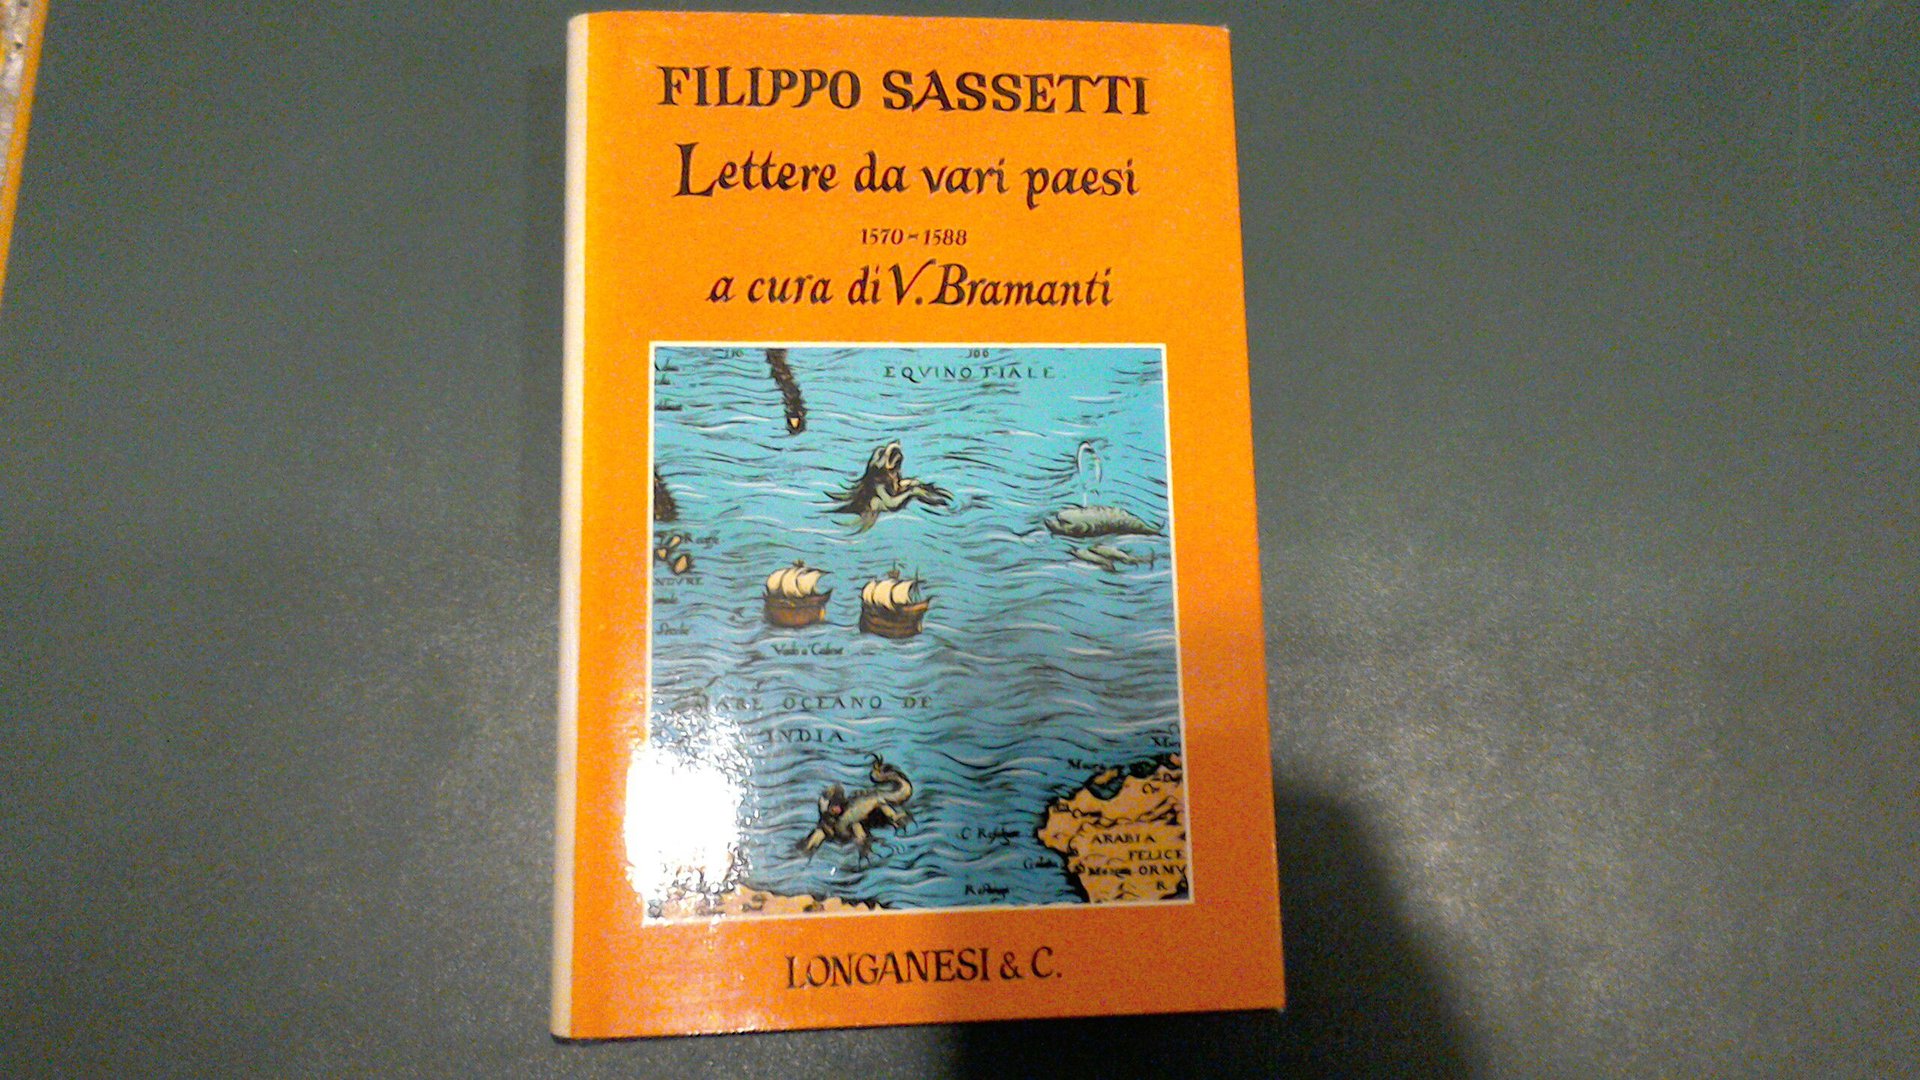 FILIPPO SASSETTI
Lettere da vari paesi
1570-1588
a cura di V. Bramanti
EQVINOTIALE
MARE OCEANO DE
INDIA
ARABIA
FELICE
ORMV
R
LONGANESI & C.